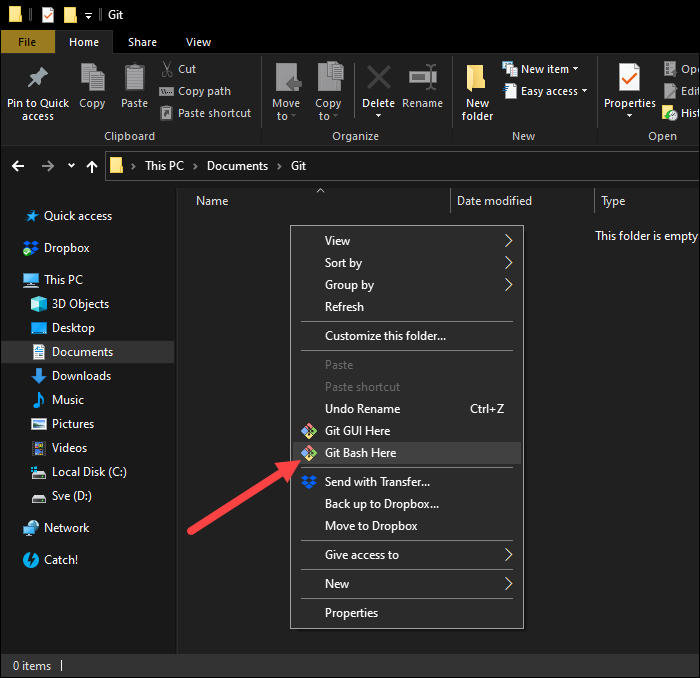 Git
File Home Share View
Pin to Quick access
Copy
Paste
Cut
Copy path
Paste shortcut
Clipboard
Move to
Copy to
Delete
Rename
Organize
New folder
New item
Easy access
New
Properties
Open
This PC > Documents > Git
Name Date modified Type
This folder is empty
Quick access
Dropbox
This PC
3D Objects
Desktop
Documents
Downloads
Music
Pictures
Videos
Local Disk (C:)
Sve (D:)
Network
Catch!
View
Sort by
Group by
Refresh
Customize this folder...
Paste
Paste shortcut
Undo Rename Ctrl+Z
Git GUI Here
Git Bash Here
Send with Transfer...
Back up to Dropbox...
Move to Dropbox
Give access to
New
Properties
0 items